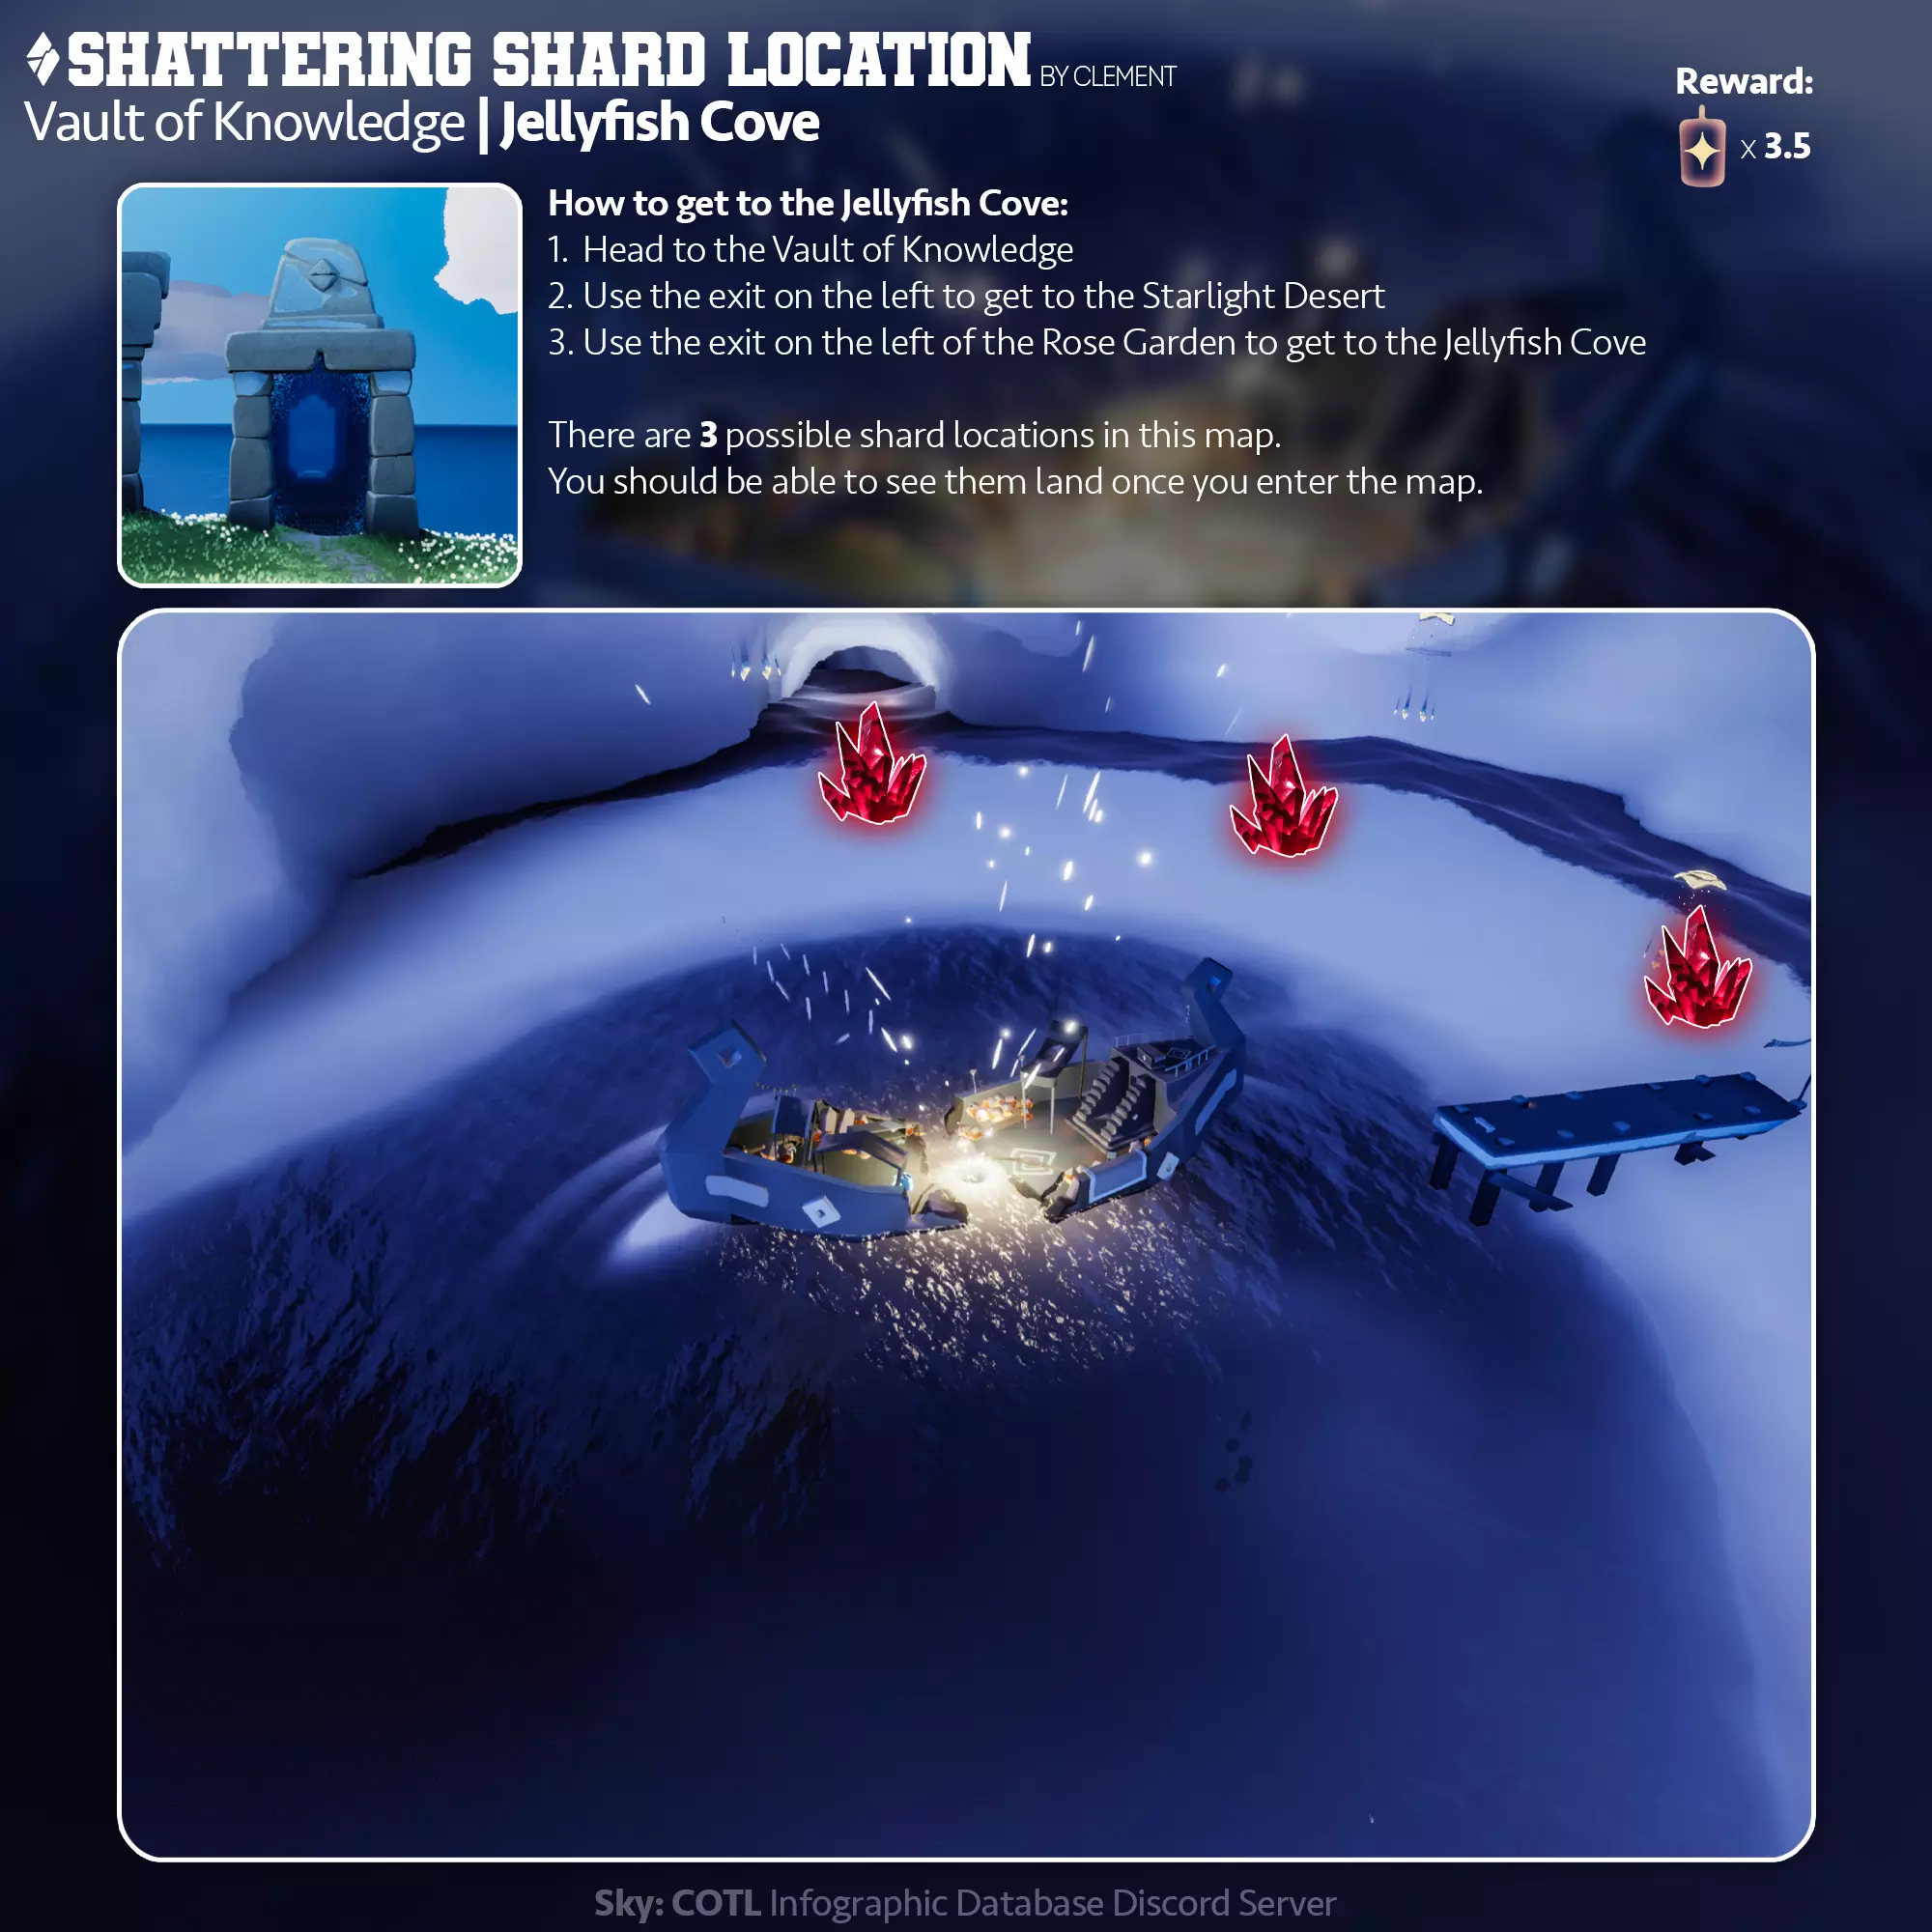 SHATTERING SHARD LOCATION BY CLEMENT
Vault of Knowledge | Jellyfish Cove
Reward:
x 3.5
How to get to the Jellyfish Cove:
1. Head to the Vault of Knowledge
2. Use the exit on the left to get to the Starlight Desert
3. Use the exit on the left of the Rose Garden to get to the Jellyfish Cove
There are 3 possible shard locations in this map.
You should be able to see them land once you enter the map.
Sky: COTL Infographic Database Discord Server